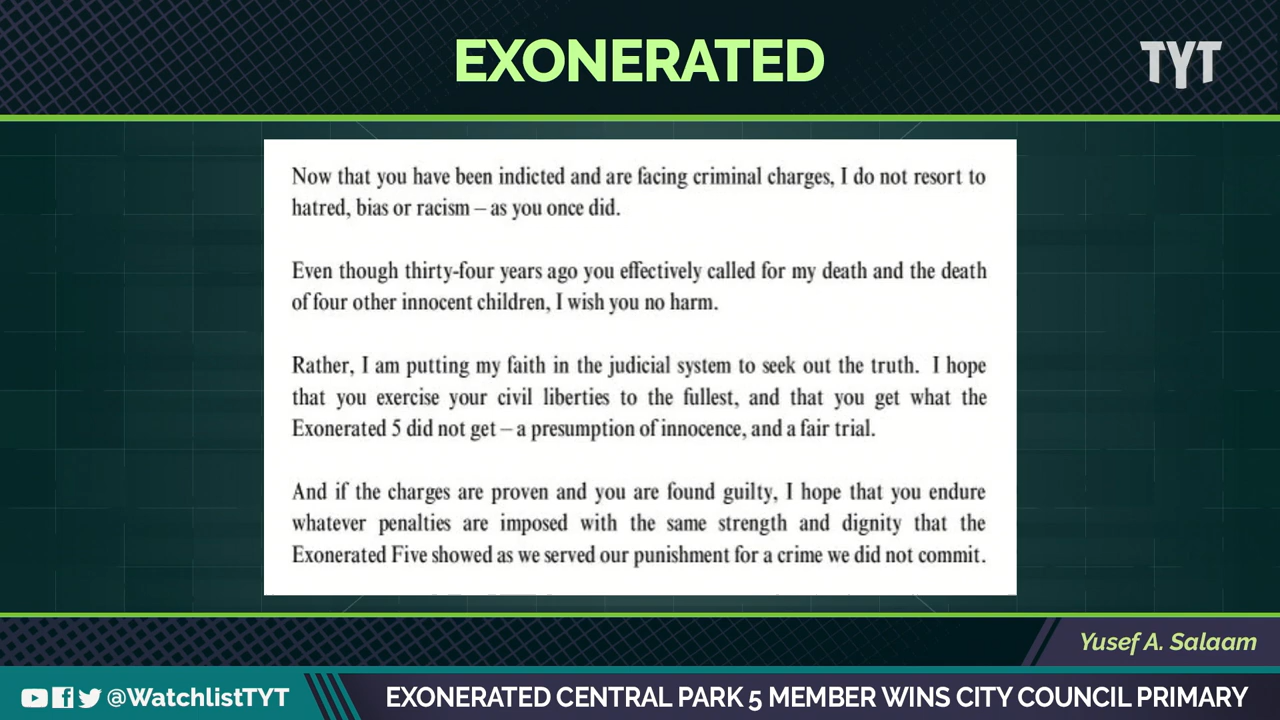 EXONERATED
TYT
Now that you have been indicted and are facing criminal charges, I do not resort to
hatred, bias or racism – as you once did.
Even though thirty-four years ago you effectively called for my death and the death
of four other innocent children, I wish you no harm.
Rather, I am putting my faith in the judicial system to seek out the truth.  I hope
that you exercise your civil liberties to the fullest, and that you get what the
Exonerated 5 did not get – a presumption of innocence, and a fair trial.
And if the charges are proven and you are found guilty, I hope that you endure
whatever penalties are imposed with the same strength and dignity that the
Exonerated Five showed as we served our punishment for a crime we did not commit.
Yusef A. Salaam
@WatchlistTYT
EXONERATED CENTRAL PARK 5 MEMBER WINS CITY COUNCIL PRIMARY